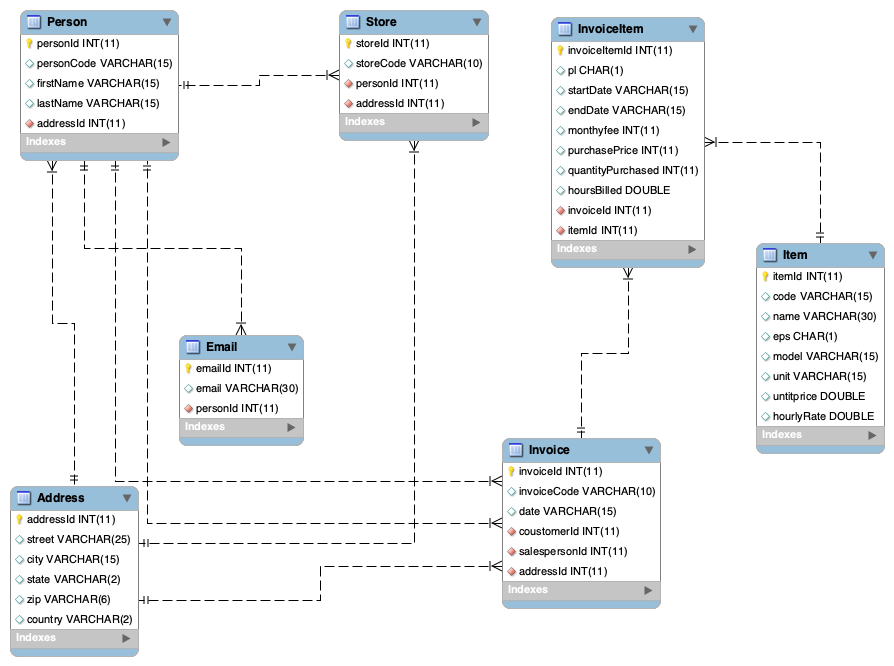 Person
personId INT(11)
personCode VARCHAR(15)
firstName VARCHAR(15)
lastName VARCHAR(15)
addressId INT(11)
Indexes
Store
storeId INT(11)
storeCode VARCHAR(10)
personId INT(11)
addressId INT(11)
Indexes
InvoiceItem
invoiceItemId INT(11)
pl CHAR(1)
startDate VARCHAR(15)
endDate VARCHAR(15)
monthyfee INT(11)
purchasePrice INT(11)
quantityPurchased INT(11)
hoursBilled DOUBLE
invoiceId INT(11)
itemId INT(11)
Indexes
Item
itemId INT(11)
code VARCHAR(15)
name VARCHAR(30)
eps CHAR(1)
model VARCHAR(15)
unit VARCHAR(15)
untitprice DOUBLE
hourlyRate DOUBLE
Indexes
Email
emailId INT(11)
email VARCHAR(30)
personId INT(11)
Indexes
Invoice
invoiceId INT(11)
invoiceCode VARCHAR(10)
date VARCHAR(15)
coustomerId INT(11)
salespersonId INT(11)
addressId INT(11)
Indexes
Address
addressId INT(11)
street VARCHAR(25)
city VARCHAR(15)
state VARCHAR(2)
zip VARCHAR(6)
country VARCHAR(2)
Indexes